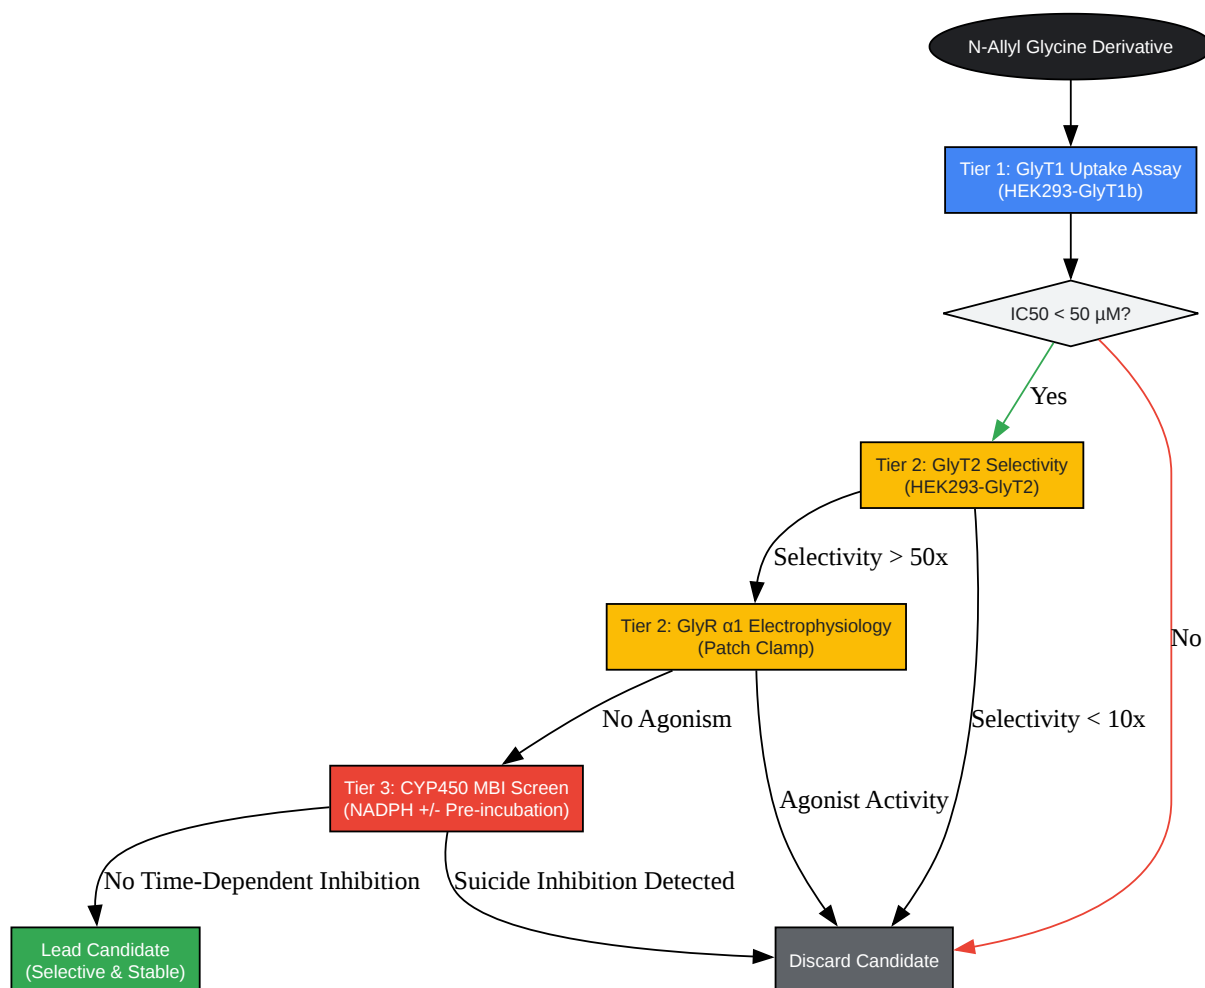 N-Allyl Glycine Derivative
Tier 1: GlyT1 Uptake Assay
(HEK293-GlyT1b)
IC50 < 50 µM?
Yes
Tier 2: GlyT2 Selectivity
(HEK293-GlyT2)
Selectivity > 50x
Tier 2: GlyR α1 Electrophysiology
(Patch Clamp)
No
No Agonism
Selectivity < 10x
Tier 3: CYP450 MBI Screen
(NADPH +/- Pre-incubation)
Agonist Activity
No Time-Dependent Inhibition
Suicide Inhibition Detected
Lead Candidate
(Selective & Stable)
Discard Candidate